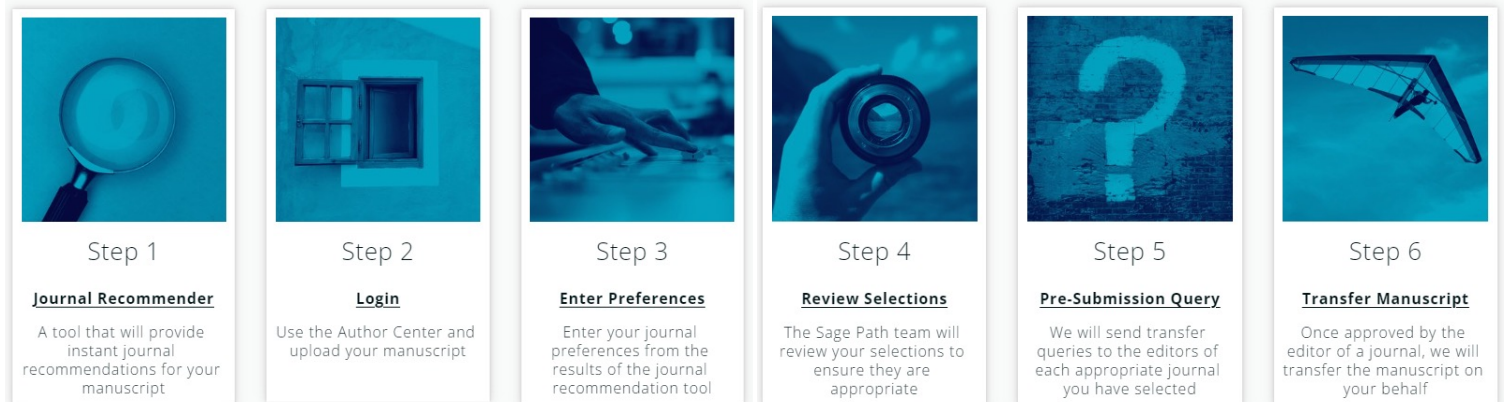 Step 1
Journal Recommender
A tool that will provide
instant journal
recommendations for your
manuscript
Step 2
Login
Use the Author Center and
upload your manuscript
Step 3
Enter Preferences
Enter your journal
preferences from the
results of the journal
recommendation tool
Step 4
Review Selections
The Sage Path team will
review your selections to
ensure they are
appropriate
Step 5
Pre-Submission Query
We will send transfer
queries to the editors of
each appropriate journal
you have selected
Step 6
Transfer Manuscript
Once approved by the
editor of a journal, we will
transfer the manuscript on
your behalf